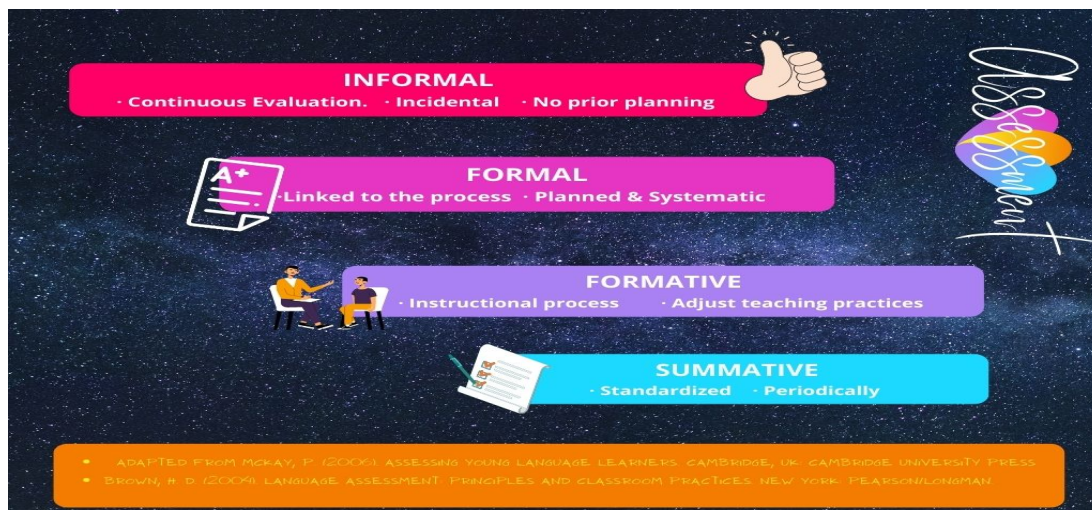 INFORMAL
· Continuous Evaluation. · Incidental · No prior planning
Assessment
A+
FORMAL
·Linked to the process · Planned & Systematic
FORMATIVE
· Instructional process · Adjust teaching practices
SUMMATIVE
· Standardized · Periodically
• ADAPTED FROM MCKAY, P (2006). ASSESSING YOUNG LANGUAGE LEARNERS. CAMBRIDGE, UK: CAMBRIDGE UNIVERSITY PRESS
• BROWN, H. D. (2004). LANGUAGE ASSESSMENT: PRINCIPLES AND CLASSROOM PRACTICES. NEW YORK: PEARSON/LONGMAN.